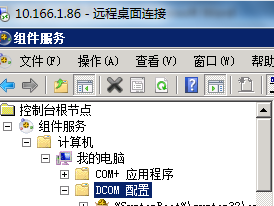 10.166.1.86 - 远程桌面连接
组件服务
文件(F) 操作(A) 查看(V) 窗口(W)
控制台根节点
组件服务
计算机
我的电脑
COM+ 应用程序
DCOM 配置